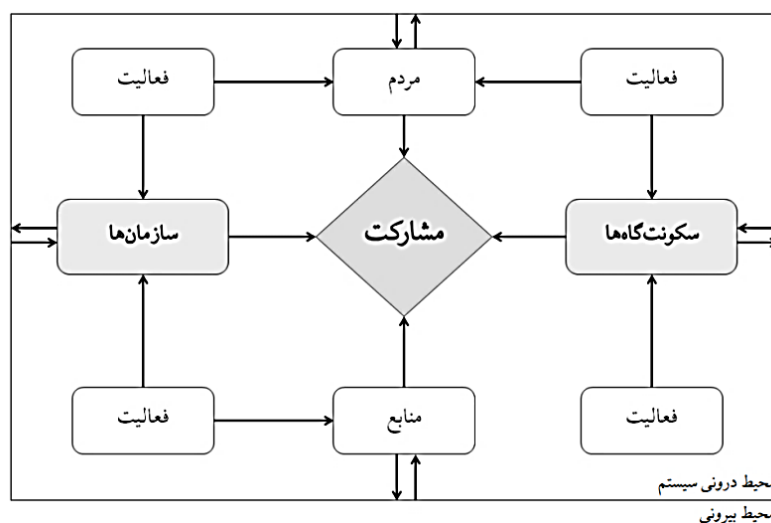 فعالیت
مردم
فعالیت
سکونت‌گاه‌ها
مشارکت
سازمان‌ها
فعالیت
منابع
فعالیت
محیط درونی سیستم
محیط بیرونی